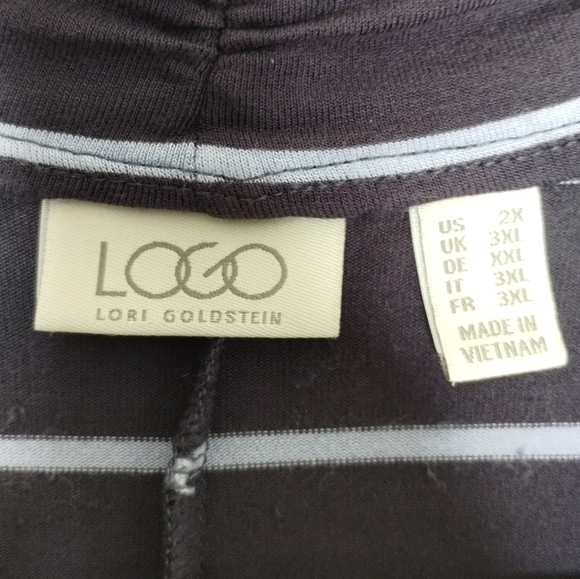 LOGO
LORI GOLDSTEIN
US 2X
UK 3XL
DE XXL
IT 3XL
FR 3XL
MADE IN
VIETNAM